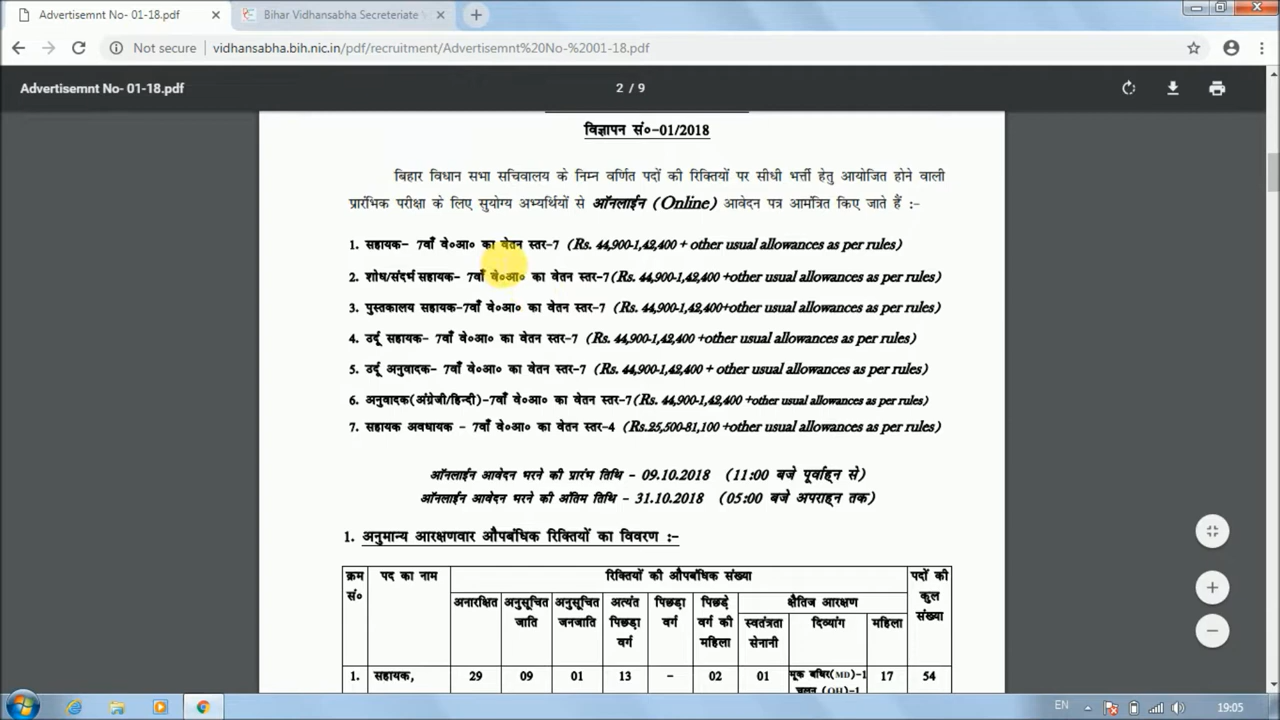 Advertisemnt No- 01-18.pdf
Bihar Vidhansabha Secreteriate V
Not secure
vidhansabha.bih.nic.in/pdf/recruitment/Advertisemnt%20No-%2001-18.pdf
Advertisemnt No- 01-18.pdf
2 / 9
विज्ञापन सं०-01/2018
बिहार विधान सभा सचिवालय के निम्न वर्णित पदों की रिक्तियों पर सीधी भर्त्ती हेतु आयोजित होने वाली
प्रारंभिक परीक्षा के लिए सुयोग्य अभ्यर्थियों से ऑनलाईन (Online) आवेदन पत्र आमंत्रित किए जाते हैं :-
1. सहायक- 7वाँ वे०आ० का वेतन स्तर-7 (Rs. 44,900-1,42,400 + other usual allowances as per rules)
2. शोध/संदर्भ सहायक- 7वाँ वे०आ० का वेतन स्तर-7(Rs. 44,900-1,42,400 +other usual allowances as per rules)
3. पुस्तकालय सहायक-7वाँ वे०आ० का वेतन स्तर-7 (Rs. 44,900-1,42,400+other usual allowances as per rules)
4. उर्दू सहायक- 7वाँ वे०आ० का वेतन स्तर-7 (Rs. 44,900-1,42,400 +other usual allowances as per rules)
5. उर्दू अनुवादक- 7वाँ वे०आ० का वेतन स्तर-7 (Rs. 44,900-1,42,400 + other usual allowances as per rules)
6. अनुवादक(अंग्रेजी/हिन्दी)-7वाँ वे०आ० का वेतन स्तर-7(Rs. 44,900-1,42,400 +other usual allowances as per rules)
7. सहायक अवधायक - 7वाँ वे०आ० का वेतन स्तर-4 (Rs.25,500-81,100 +other usual allowances as per rules)
ऑनलाईन आवेदन भरने की प्रारंभ तिथि - 09.10.2018 (11:00 बजे पूर्वाह्न से)
ऑनलाईन आवेदन भरने की अंतिम तिथि - 31.10.2018 (05:00 बजे अपराह्न तक)
1. अनुमान्य आरक्षणवार औपबंधिक रिक्तियों का विवरण :-
क्रम सं० पद का नाम रिक्तियों की औपबंधिक संख्या पदों की कुल संख्या
अनारक्षित अनुसूचित जाति अनुसूचित जनजाति अत्यंत पिछड़ा वर्ग पिछड़ा वर्ग पिछड़े वर्ग की महिला क्षैतिज आरक्षण
स्वतंत्रता सेनानी दिव्यांग महिला
1. सहायक, 29 09 01 13 - 02 01 मूक बधिर(MD)-1 17 54
चलन (OH)-1
EN
19:05